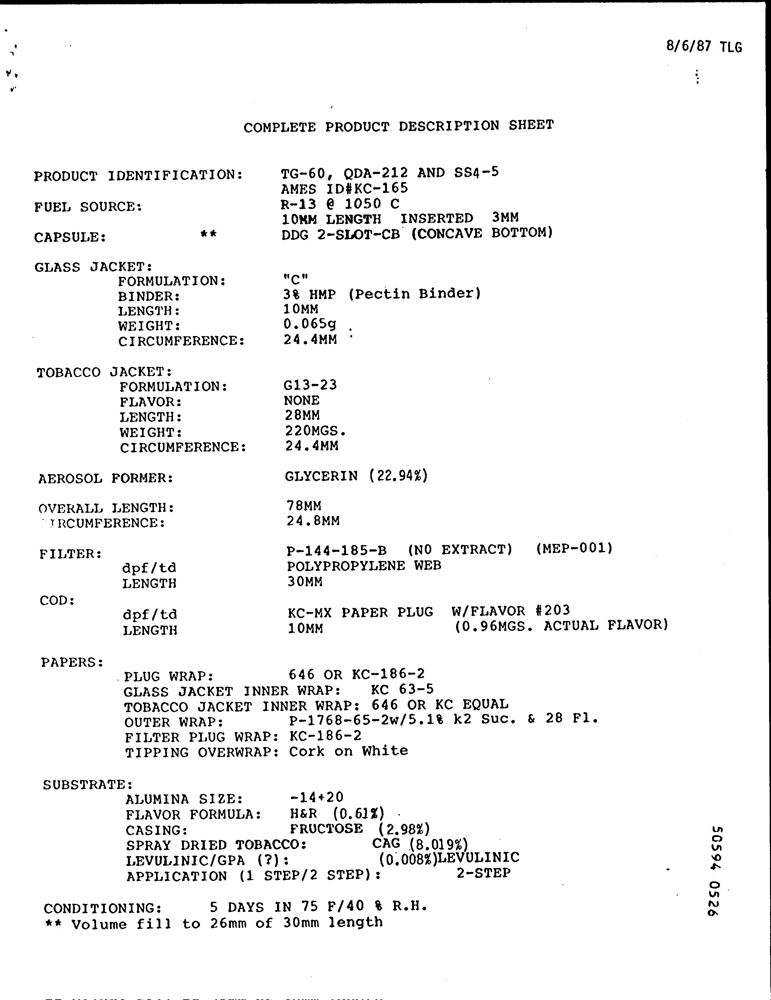 8/6/87 TLG
COMPLETE PRODUCT DESCRIPTION SHEET
PRODUCT IDENTIFICATION: TG-60, QDA-212 AND SS4-5
AMES ID#KC-165
FUEL SOURCE: R-13 @ 1050 C
10MM LENGTH INSERTED 3MM
CAPSULE: ** DDG 2-SLOT-CB (CONCAVE BOTTOM)
GLASS JACKET:
FORMULATION: "C"
BINDER: 3% HMP (Pectin Binder)
LENGTH: 10MM
WEIGHT: 0.065g
CIRCUMFERENCE: 24.4MM
TOBACCO JACKET:
FORMULATION: G13-23
FLAVOR: NONE
LENGTH: 28MM
WEIGHT: 220MGS.
CIRCUMFERENCE: 24.4MM
AEROSOL FORMER: GLYCERIN (22.94%)
OVERALL LENGTH: 78MM
IRCUMFERENCE: 24.8MM
FILTER: P-144-185-B (NO EXTRACT) (MEP-001)
dpf/td POLYPROPYLENE WEB
LENGTH 30MM
COD:
dpf/td KC-MX PAPER PLUG W/FLAVOR #203
LENGTH 10MM (0.96MGS. ACTUAL FLAVOR)
PAPERS:
PLUG WRAP: 646 OR KC-186-2
GLASS JACKET INNER WRAP: KC 63-5
TOBACCO JACKET INNER WRAP: 646 OR KC EQUAL
OUTER WRAP: P-1768-65-2w/5.1% k2 Suc. & 28 Fl.
FILTER PLUG WRAP: KC-186-2
TIPPING OVERWRAP: Cork on White
SUBSTRATE:
ALUMINA SIZE: -14+20
FLAVOR FORMULA: H&R (0.61%)
CASING: FRUCTOSE (2.98%)
SPRAY DRIED TOBACCO: CAG (8.019%)
LEVULINIC/GPA (?): (0.008%)LEVULINIC
APPLICATION (1 STEP/2 STEP): 2-STEP
CONDITIONING: 5 DAYS IN 75 F/40 % R.H.
** Volume fill to 26mm of 30mm length
50594 0526